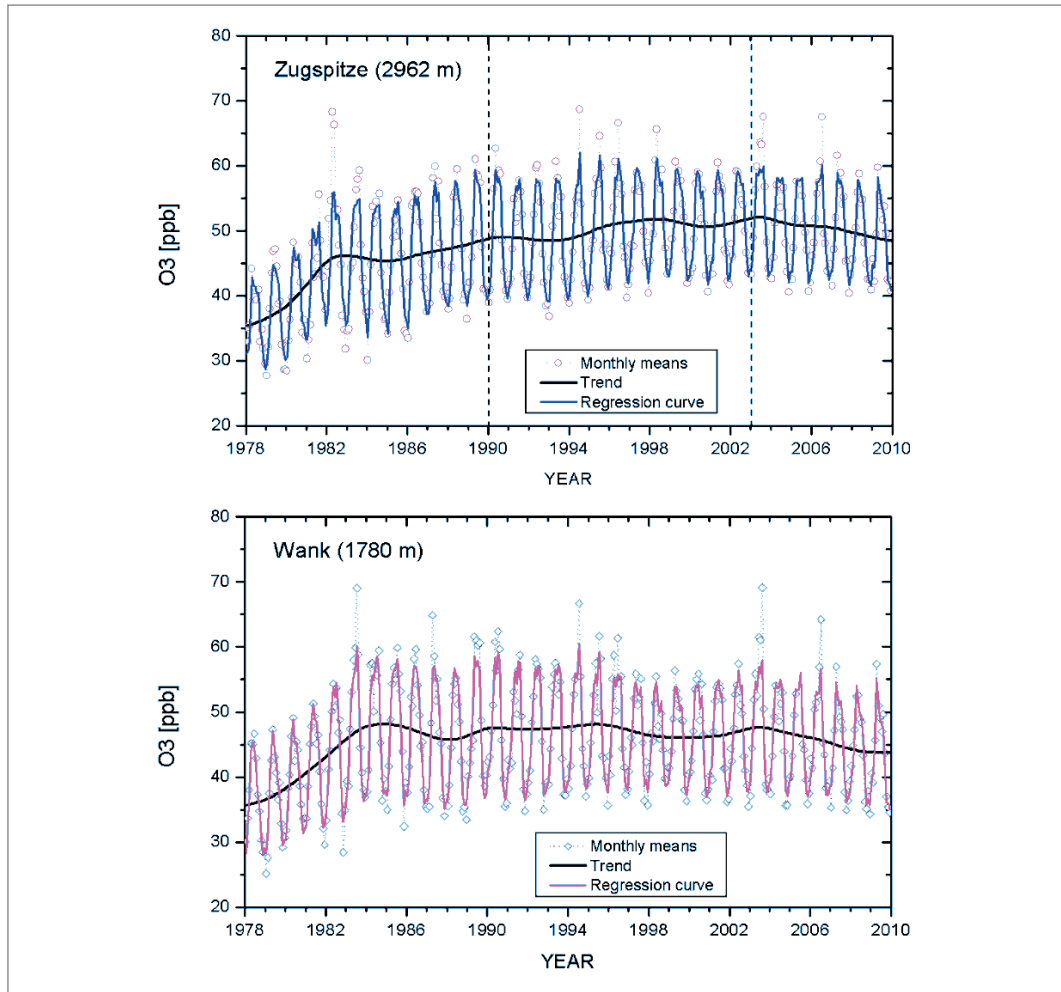 80
70
60
50
40
30
20
O3 [ppb]
Zugspitze (2962 m)
Monthly means
Trend
Regression curve
1978 1982 1986 1990 1994 1998 2002 2006 2010
YEAR
80
70
60
50
40
30
20
O3 [ppb]
Wank (1780 m)
Monthly means
Trend
Regression curve
1978 1982 1986 1990 1994 1998 2002 2006 2010
YEAR